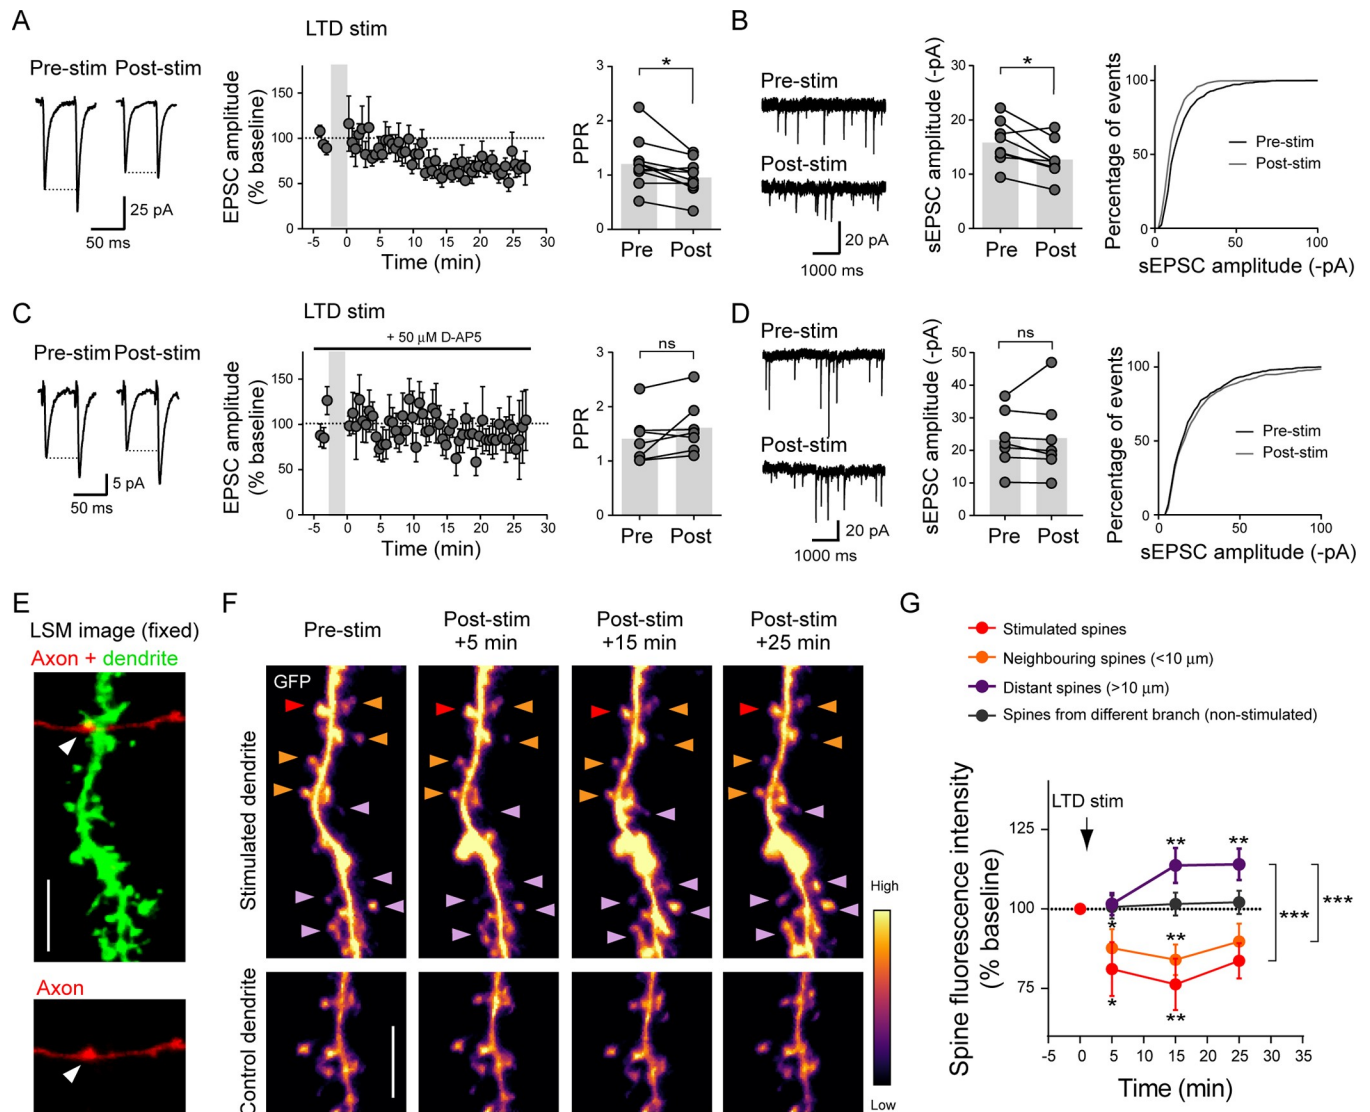 A
LTD stim
Pre-stim
Post-stim
25 pA
50 ms
EPSC amplitude
(% baseline)
150
100
50
0
-5
0
5
10
15
20
25
30
Time (min)
PPR
3
2
1
0
*
Pre
Post
B
Pre-stim
Post-stim
20 pA
1000 ms
sEPSC amplitude (-pA)
30
20
10
0
*
Pre
Post
Percentage of events
100
50
0
50
100
Pre-stim
Post-stim
sEPSC amplitude (-pA)
C
LTD stim
+ 50 μM D-AP5
Pre-stim
Post-stim
5 pA
50 ms
EPSC amplitude
(% baseline)
150
100
50
0
-5
0
5
10
15
20
25
30
Time (min)
PPR
3
2
1
0
ns
Pre
Post
D
Pre-stim
Post-stim
20 pA
1000 ms
sEPSC amplitude (-pA)
50
40
30
20
10
0
ns
Pre
Post
Percentage of events
100
50
0
50
100
Pre-stim
Post-stim
sEPSC amplitude (-pA)
E
LSM image (fixed)
Axon + dendrite
Axon
F
Pre-stim
Post-stim
+5 min
Post-stim
+15 min
Post-stim
+25 min
GFP
Stimulated dendrite
Control dendrite
High
Low
G
Stimulated spines
Neighbouring spines (<10 μm)
Distant spines (>10 μm)
Spines from different branch (non-stimulated)
LTD stim
Spine fluorescence intensity
(% baseline)
125
100
75
**
**
*
**
*
**
***
***
-5
0
5
10
15
20
25
30
35
Time (min)